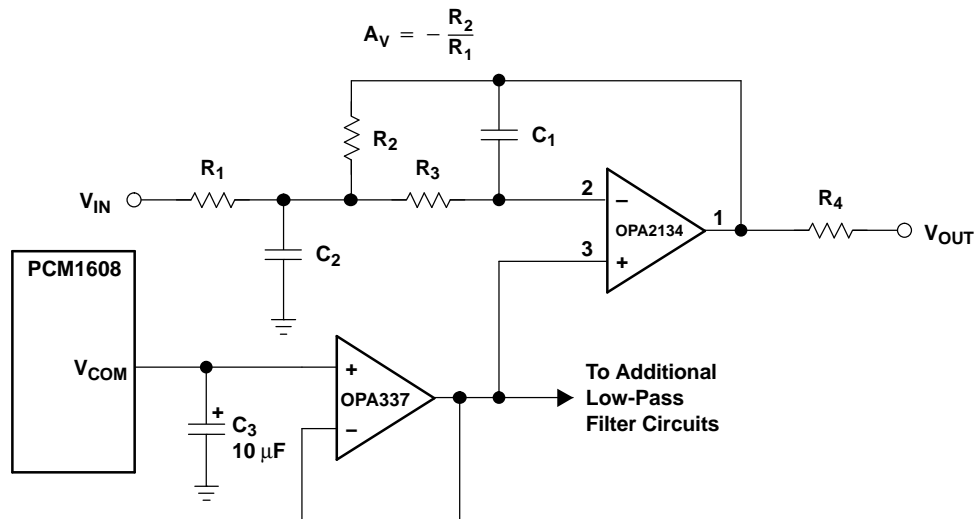 A_V = − R_2 / R_1
R_2
C_1
R_1
R_3
V_IN
2
−
OPA2134
1
R_4
V_OUT
C_2
3
+
PCM1608
V_COM
+
OPA337
−
To Additional
Low-Pass
Filter Circuits
+
C_3
10 μF